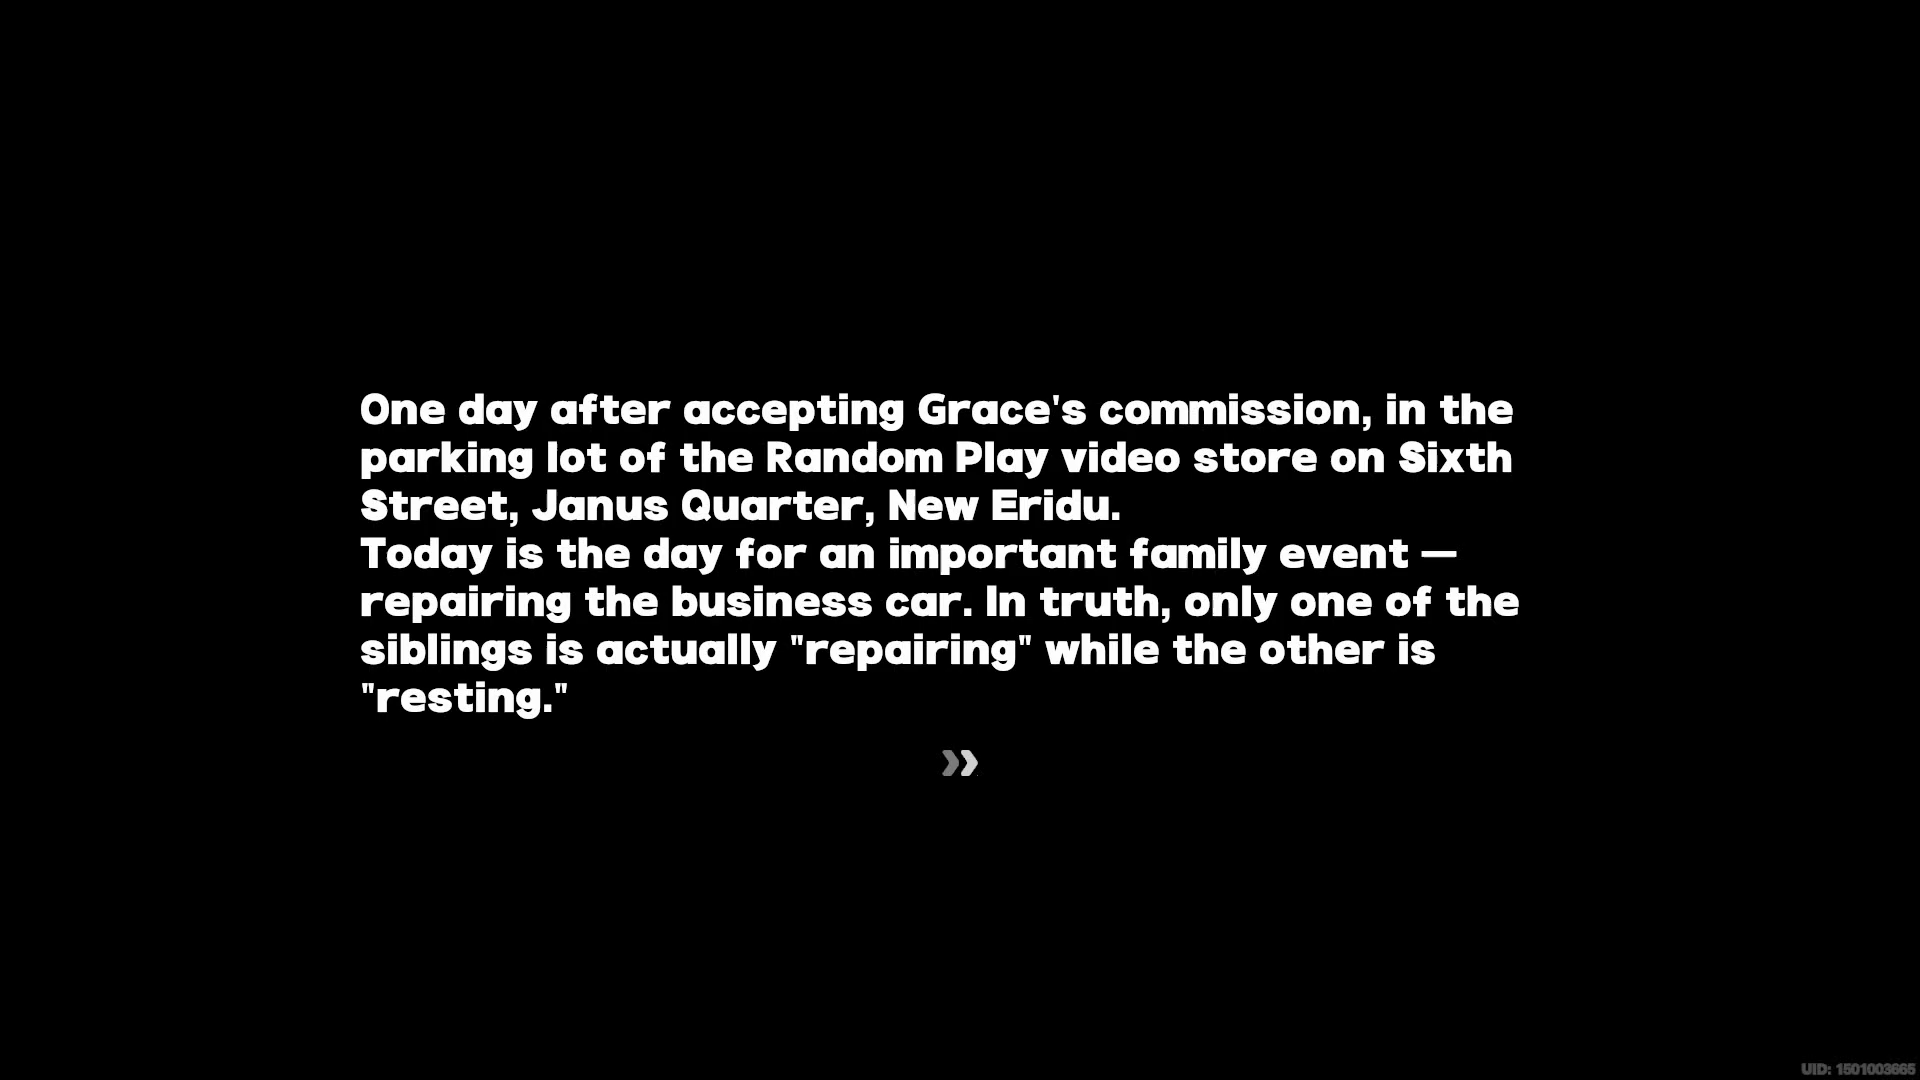 One day after accepting Grace's commission, in the
parking lot of the Random Play video store on Sixth
Street, Janus Quarter, New Eridu.
Today is the day for an important family event —
repairing the business car. In truth, only one of the
siblings is actually "repairing" while the other is
"resting."
UID: 1501003665